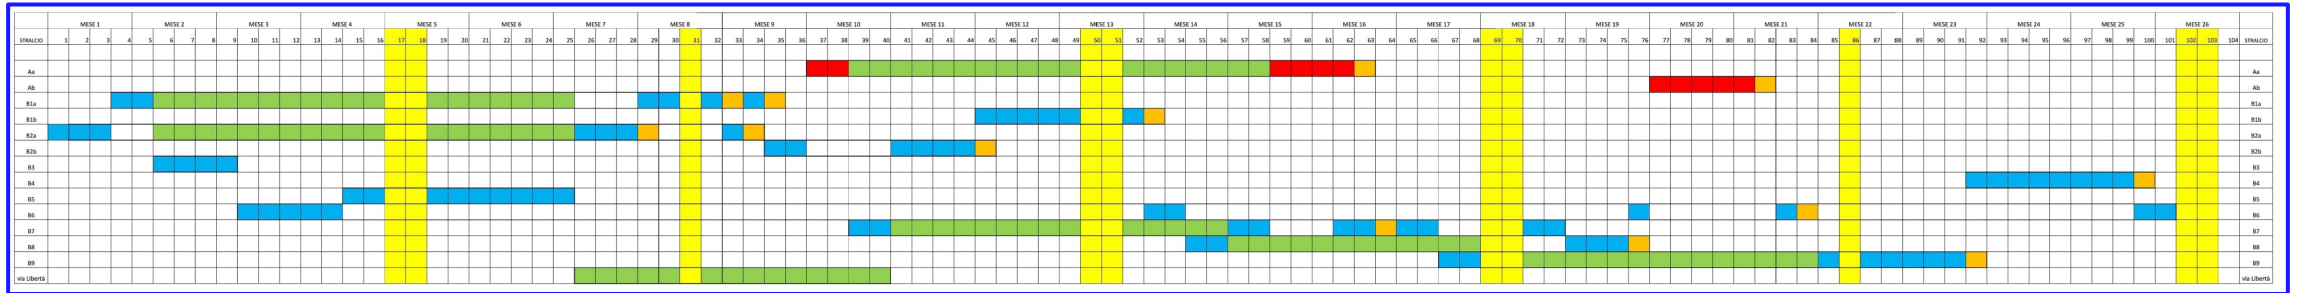 MESE 1 MESE 2 MESE 3 MESE 4 MESE 5 MESE 6 MESE 7 MESE 8 MESE 9 MESE 10 MESE 11 MESE 12 MESE 13 MESE 14 MESE 15 MESE 16 MESE 17 MESE 18 MESE 19 MESE 20 MESE 21 MESE 22 MESE 23 MESE 24 MESE 25 MESE 26
STRALCIO 1 2 3 4 5 6 7 8 9 10 11 12 13 14 15 16 17 18 19 20 21 22 23 24 25 26 27 28 29 30 31 32 33 34 35 36 37 38 39 40 41 42 43 44 45 46 47 48 49 50 51 52 53 54 55 56 57 58 59 60 61 62 63 64 65 66 67 68 69 70 71 72 73 74 75 76 77 78 79 80 81 82 83 84 85 86 87 88 89 90 91 92 93 94 95 96 97 98 99 100 101 102 103 104 STRALCIO
Aa Aa
Ab Ab
B1a B1a
B1b B1b
B2a B2a
B2b B2b
B3 B3
B4 B4
B5 B5
B6 B6
B7 B7
B8 B8
B9 B9
via Libertà via Libertà